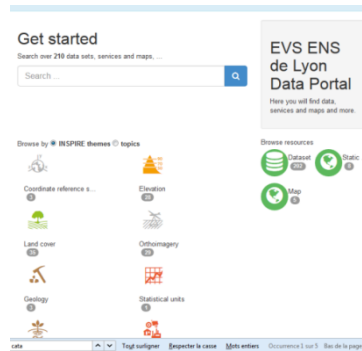 Get started
Search over 210 data sets, services and maps, ...
Search ...
EVS ENS
de Lyon
Data Portal
Here you will find data,
services and maps and more.
Browse by INSPIRE themes topics
Browse resources
Dataset
Static
Map
Coordinate reference s...
Elevation
Land cover
Orthoimagery
Geology
Statistical units
cata
Tout surligner Respecter la casse Mots entiers Occurrence 1 sur 5 Bas de la page